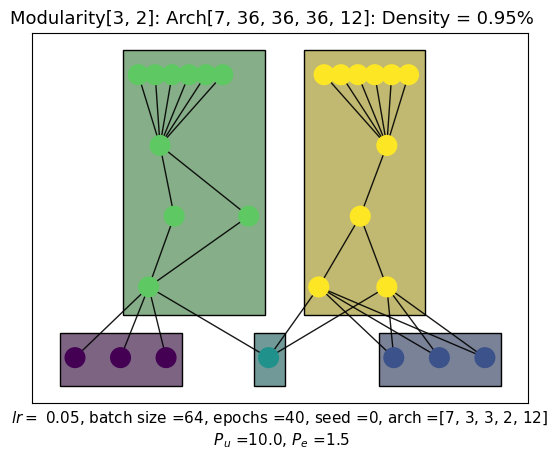 Modularity[3, 2]: Arch[7, 36, 36, 36, 12]: Density = 0.95%
lr = 0.05, batch size =64, epochs =40, seed =0, arch =[7, 3, 3, 2, 12]
P_u =10.0, P_e =1.5